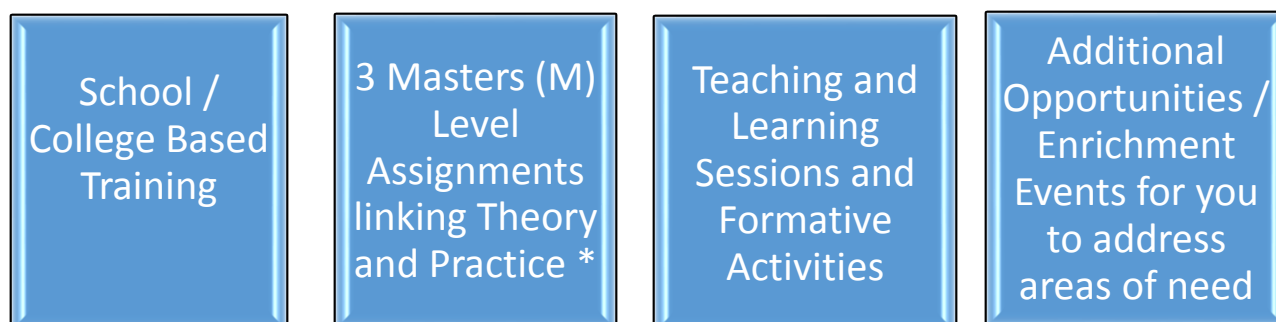 School /
College Based
Training
3 Masters (M)
Level
Assignments
linking Theory
and Practice *
Teaching and
Learning
Sessions and
Formative
Activities
Additional
Opportunities /
Enrichment
Events for you
to address
areas of need